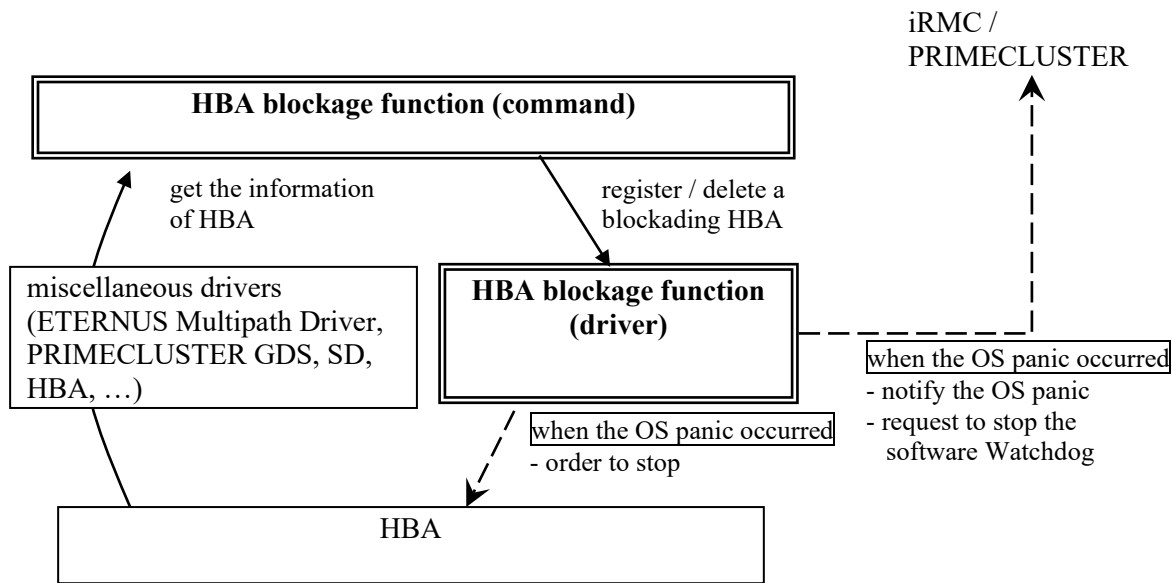 iRMC /
PRIMECLUSTER
HBA blockage function (command)
get the information
of HBA
register / delete a
blockading HBA
miscellaneous drivers
(ETERNUS Multipath Driver,
PRIMECLUSTER GDS, SD,
HBA, …)
HBA blockage function
(driver)
when the OS panic occurred
- notify the OS panic
- request to stop the
software Watchdog
when the OS panic occurred
- order to stop
HBA